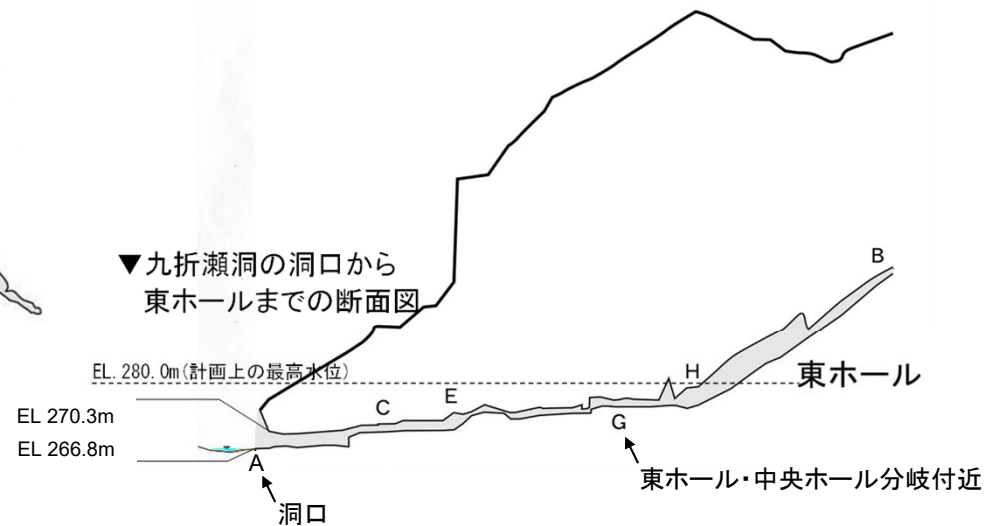 ▼九折瀬洞の洞口から
東ホールまでの断面図
B
EL.280.0m(計画上の最高水位)
H
東ホール
E
C
EL 270.3m
G
EL 266.8m
A
東ホール・中央ホール分岐付近
洞口